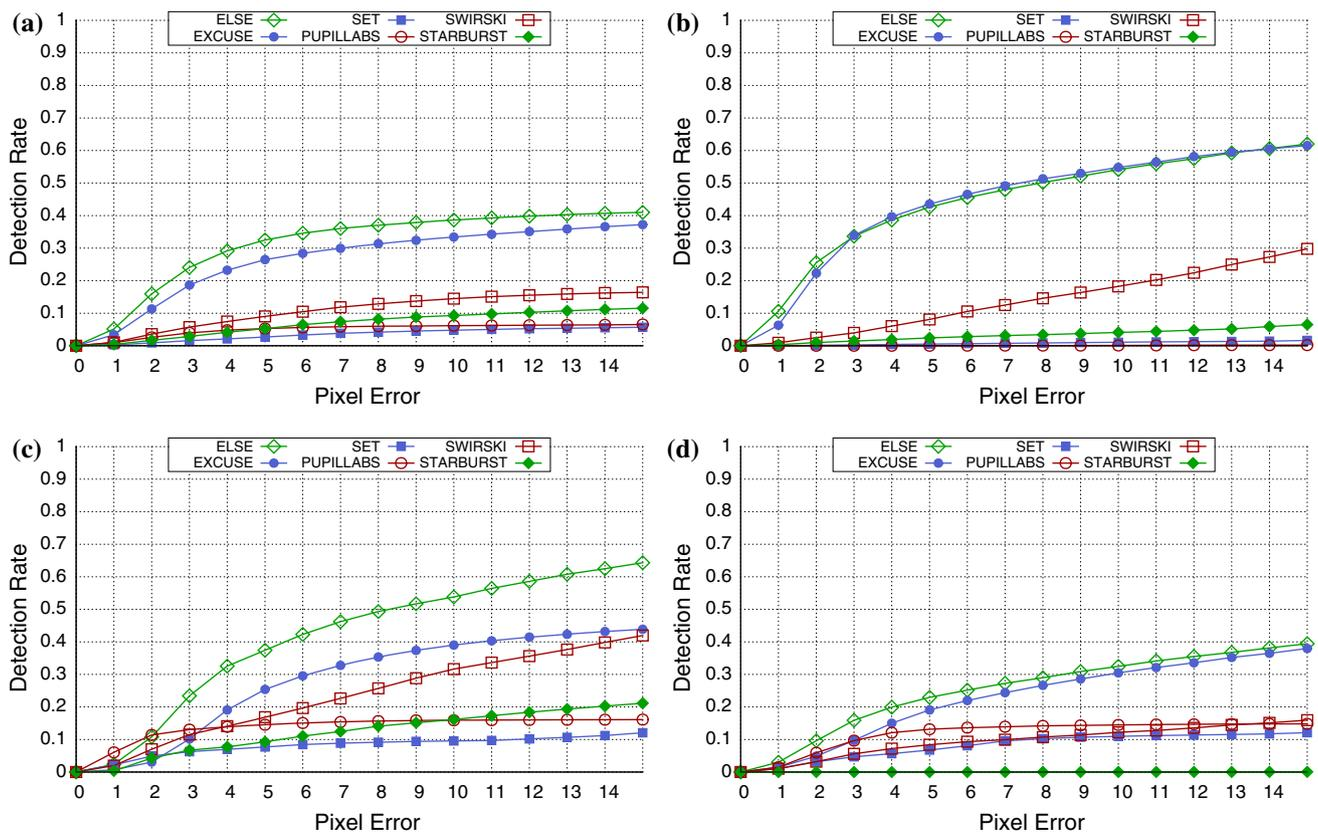 (a)
ELSE SET SWIRSKI
EXCUSE PUPILLABS STARBURST
1
0.9
0.8
0.7
0.6
0.5
0.4
0.3
0.2
0.1
0
Detection Rate
0 1 2 3 4 5 6 7 8 9 10 11 12 13 14
Pixel Error
(b)
ELSE SET SWIRSKI
EXCUSE PUPILLABS STARBURST
1
0.9
0.8
0.7
0.6
0.5
0.4
0.3
0.2
0.1
0
Detection Rate
0 1 2 3 4 5 6 7 8 9 10 11 12 13 14
Pixel Error
(c)
ELSE SET SWIRSKI
EXCUSE PUPILLABS STARBURST
1
0.9
0.8
0.7
0.6
0.5
0.4
0.3
0.2
0.1
0
Detection Rate
0 1 2 3 4 5 6 7 8 9 10 11 12 13 14
Pixel Error
(d)
ELSE SET SWIRSKI
EXCUSE PUPILLABS STARBURST
1
0.9
0.8
0.7
0.6
0.5
0.4
0.3
0.2
0.1
0
Detection Rate
0 1 2 3 4 5 6 7 8 9 10 11 12 13 14
Pixel Error